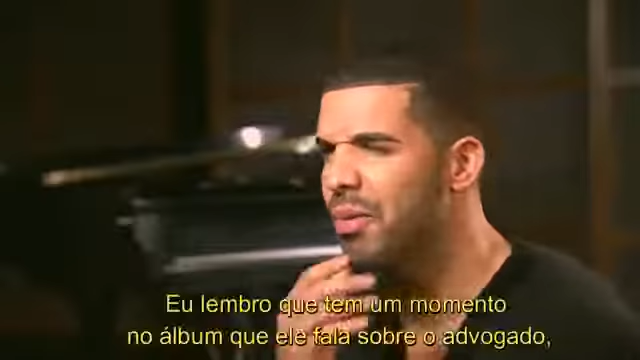 Eu lembro que tem um momento
no álbum que ele fala sobre o advogado,